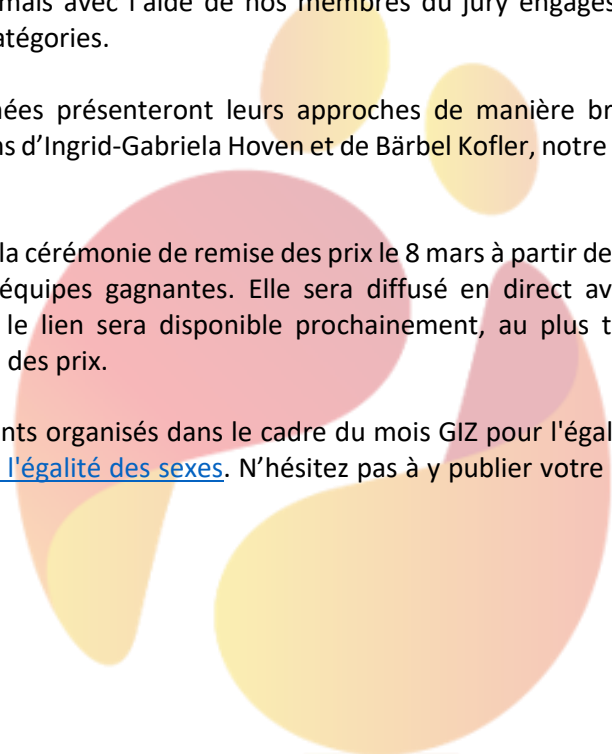 mais avec l'aide de nos membres du jury engagés
atégories.
nées présenteront leurs approches de manière br
ns d'Ingrid-Gabriela Hoven et de Bärbel Kofler, notre
la cérémonie de remise des prix le 8 mars à partir de
équipes gagnantes. Elle sera diffusé en direct av
le lien sera disponible prochainement, au plus t
des prix.
nts organisés dans le cadre du mois GIZ pour l'égal
l'égalité des sexes. N'hésitez pas à y publier votre